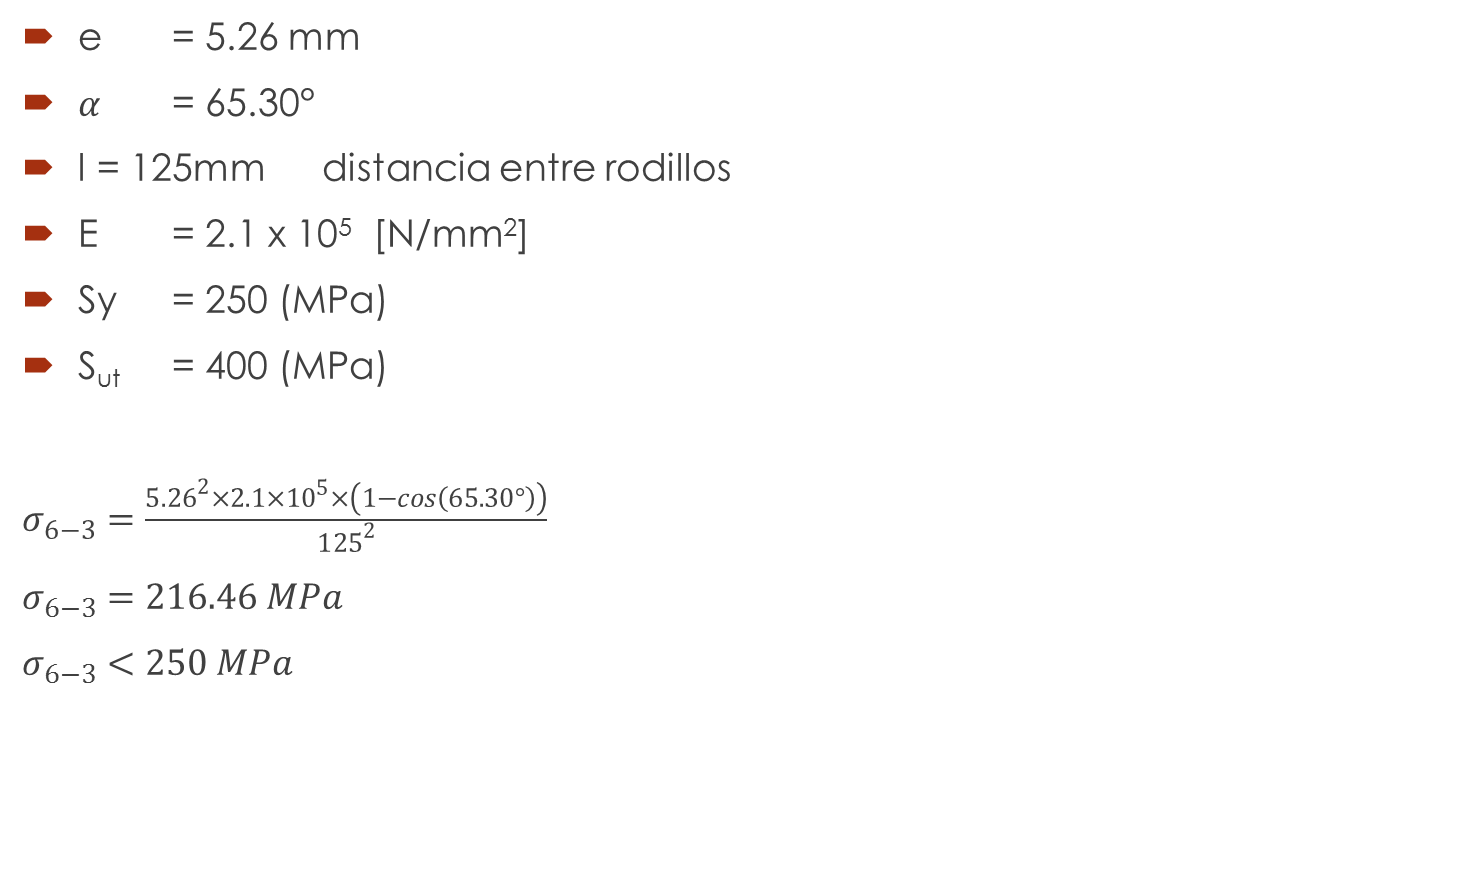 e = 5.26 mm
α = 65.30°
l = 125mm distancia entre rodillos
E = 2.1 x 10⁵ [N/mm²]
Sy = 250 (MPa)
S_ut = 400 (MPa)
σ₆₋₃ = (5.26²×2.1×10⁵×(1−cos(65.30°)))/125²
σ₆₋₃ = 216.46 MPa
σ₆₋₃ < 250 MPa